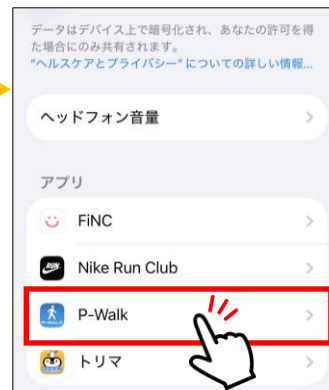 データはデバイス上で暗号化され、あなたの許可を得
た場合にのみ共有されます。
“ヘルスケアとプライバシー”についての詳しい情報...
ヘッドフォン音量
アプリ
FiNC
Nike Run Club
P-Walk
トリマ